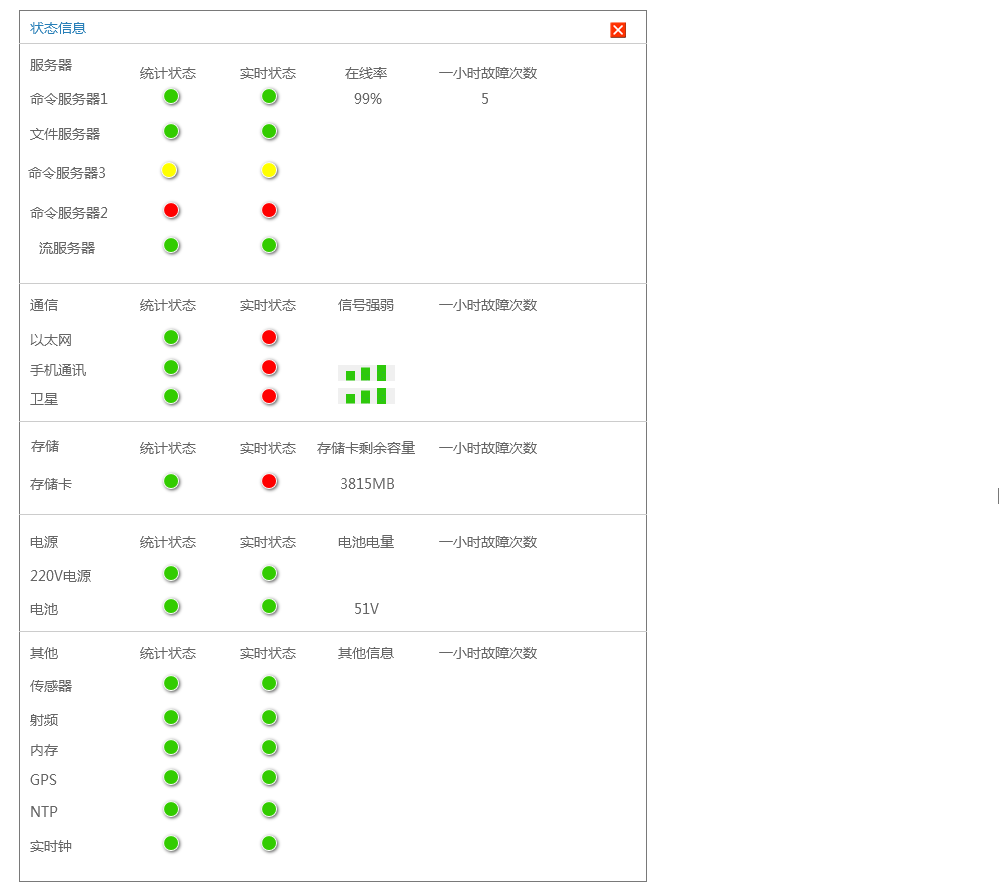 状态信息
服务器 统计状态 实时状态 在线率 一小时故障次数
命令服务器1 99% 5
文件服务器
命令服务器3
命令服务器2
流服务器
通信 统计状态 实时状态 信号强弱 一小时故障次数
以太网
手机通讯
卫星
存储 统计状态 实时状态 存储卡剩余容量 一小时故障次数
存储卡 3815MB
电源 统计状态 实时状态 电池电量 一小时故障次数
220V电源
电池 51V
其他 统计状态 实时状态 其他信息 一小时故障次数
传感器
射频
内存
GPS
NTP
实时钟